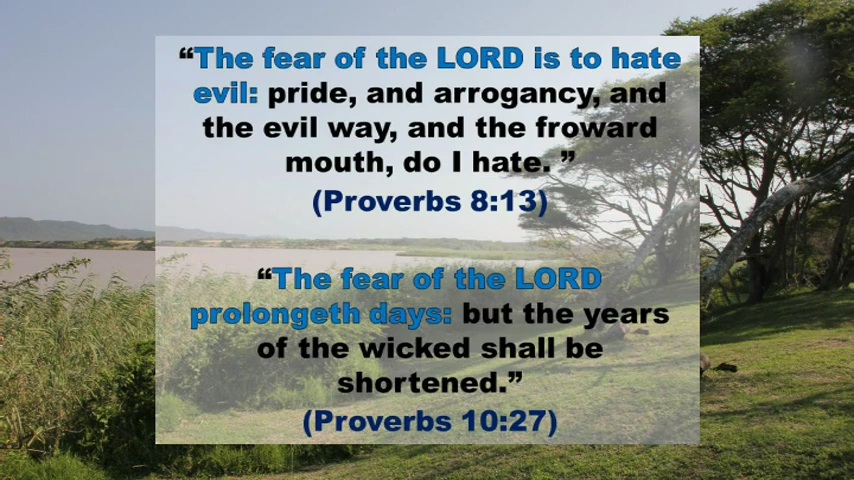 “The fear of the LORD is to hate
evil: pride, and arrogancy, and
the evil way, and the froward
mouth, do I hate. ”
(Proverbs 8:13)
“The fear of the LORD
prolongeth days: but the years
of the wicked shall be
shortened.”
(Proverbs 10:27)